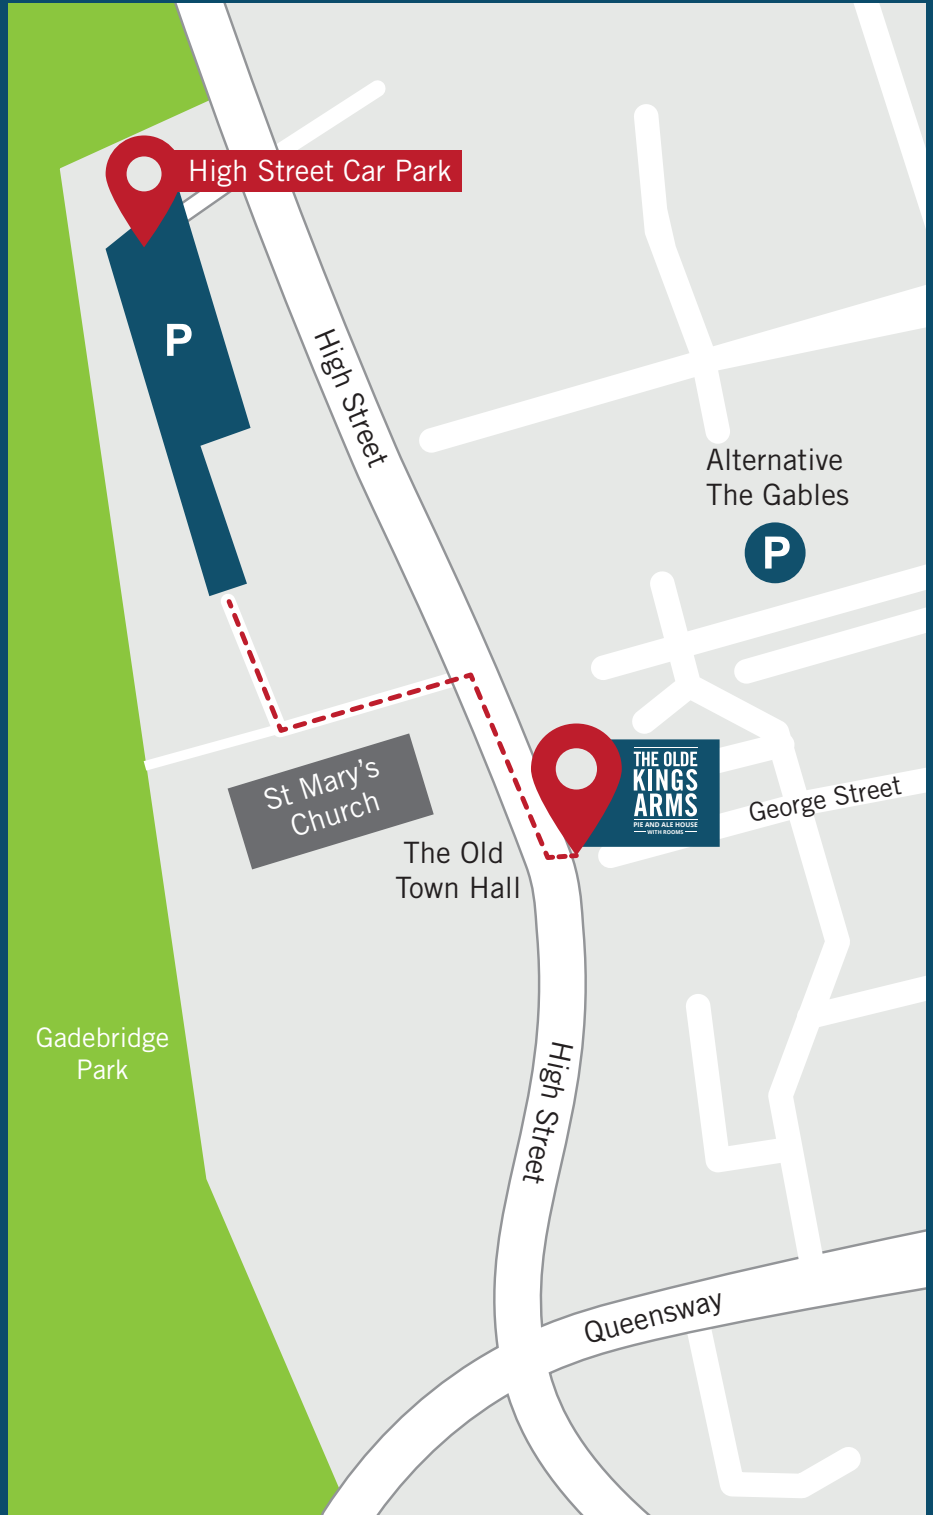 High Street Car Park
P
High Street
Alternative
The Gables
P
St Mary's
Church
THE OLDE
KINGS
ARMS
PIE AND ALE HOUSE
WITH ROOMS
George Street
The Old
Town Hall
Gadebridge
Park
High Street
Queensway